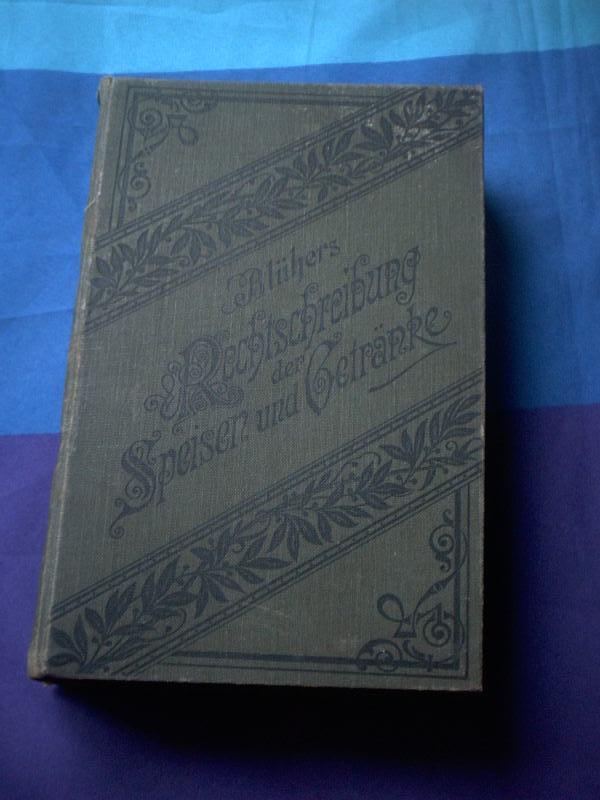 Blühers
Rechtschreibung
der
Speisen und Getränke